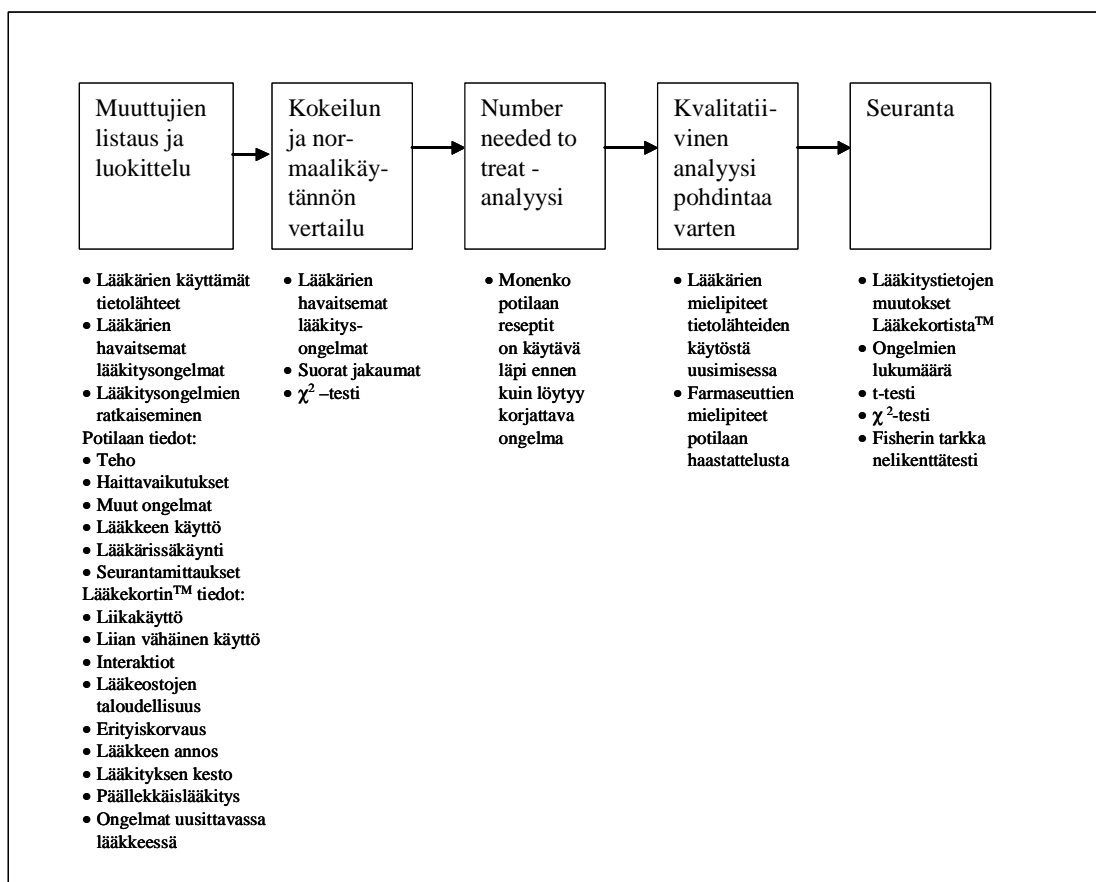 Muuttujien
listaus ja
luokittelu
Kokeilun
ja nor-
maalikäy-
tännön
vertailu
Number
needed to
treat -
analyysi
Kvalitatii-
vinen
analyysi
pohdintaa
varten
Seuranta
• Lääkärien käyttämät
tietolähteet
• Lääkärien
havaitsemat
lääkitysongelmat
• Lääkitysongelmien
ratkaiseminen
Potilaan tiedot:
• Teho
• Haittavaikutukset
• Muut ongelmat
• Lääkkeen käyttö
• Lääkärissäkäynti
• Seurantamittaukset
Lääkekortin™ tiedot:
• Liikakäyttö
• Liian vähäinen käyttö
• Interaktiot
• Lääkeostojen
taloudellisuus
• Erityiskorvaus
• Lääkkeen annos
• Lääkityksen kesto
• Päällekkäislääkitys
• Ongelmat uusittavassa
lääkkeessä
• Lääkärien
havaitsemat
lääkitys-
ongelmat
• Suorat jakaumat
• χ² –testi
• Monenko
potilaan
reseptit
on käytävä
läpi ennen
kuin löytyy
korjattava
ongelma
• Lääkärien
mielipiteet
tietolähteiden
käytöstä
uusimisessa
• Farmaseuttien
mielipiteet
potilaan
haastattelusta
• Lääkitystietojen
muutokset
Lääkekortista™
• Ongelmien
lukumäärä
• t-testi
• χ ²-testi
• Fisherin tarkka
nelikenttätesti